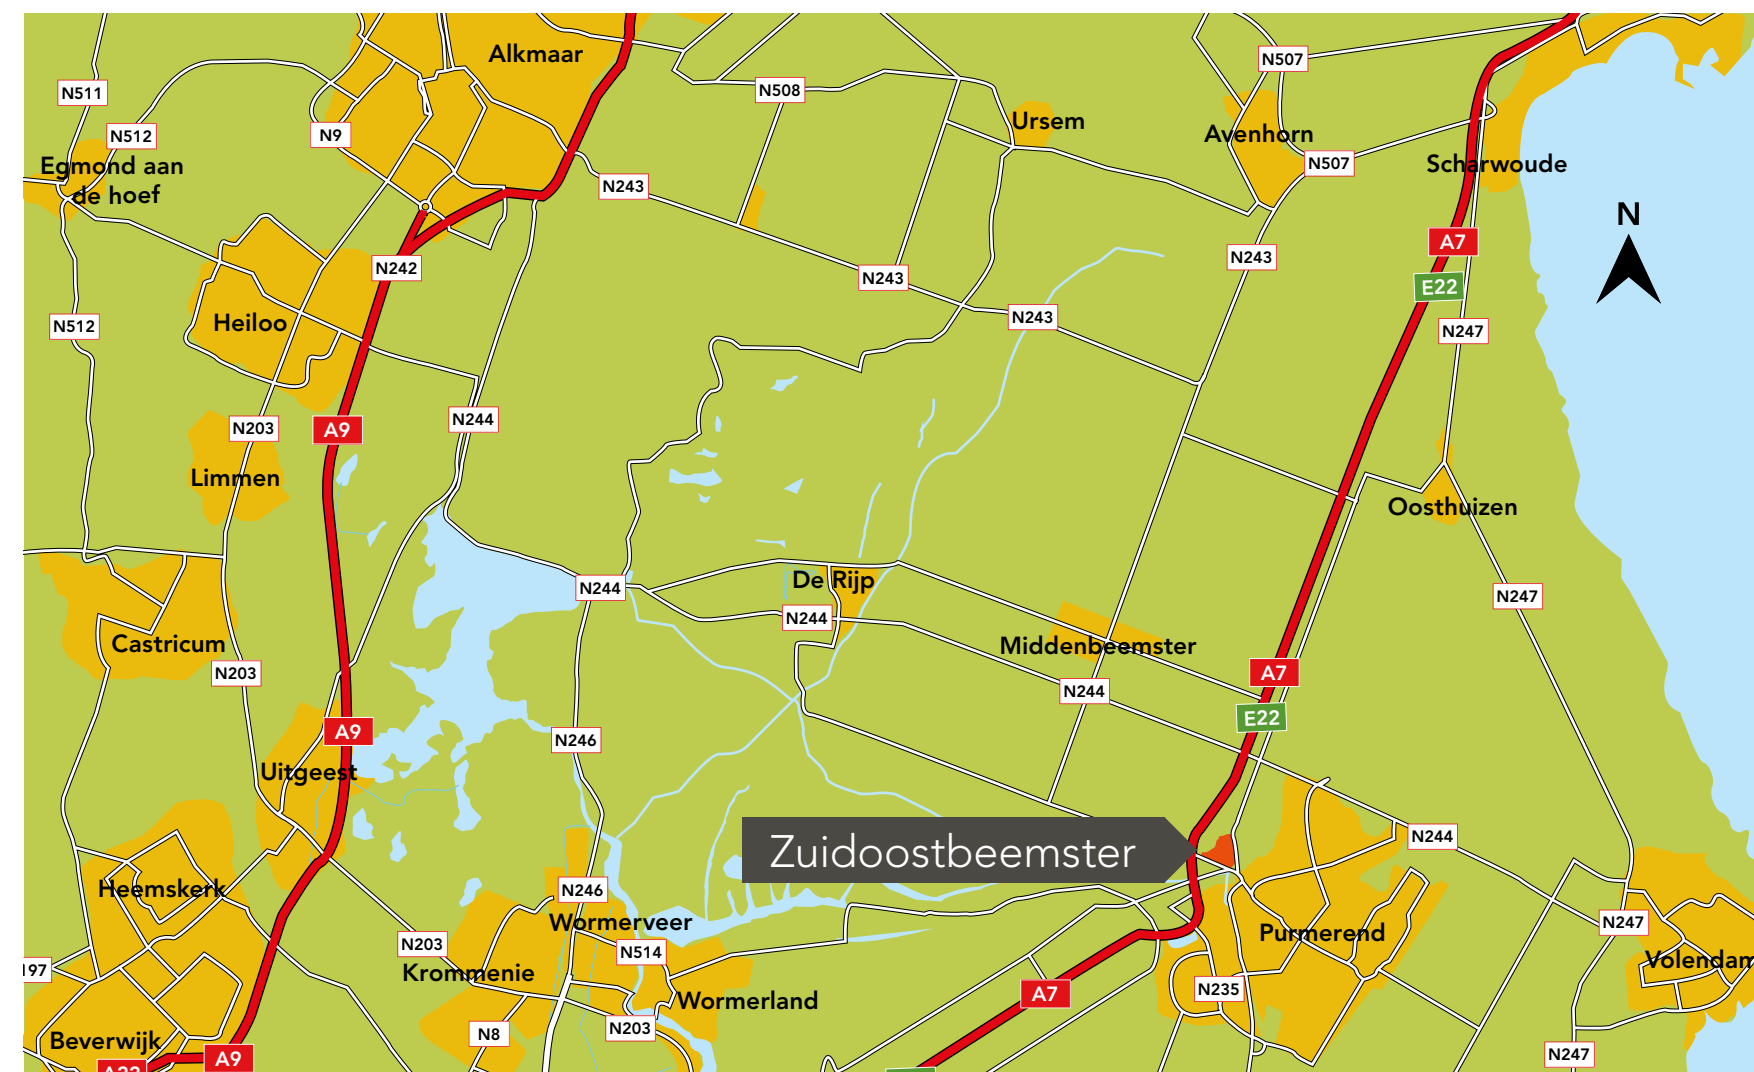 Alkmaar
N507
N511
N508
N512
N9
Ursem
Avenhorn
N507
Scharwoude
Egmond aan
de hoef
N243
N
N243
A7
N242
N243
E22
Heiloo
N512
N243
N247
N203
A9
N244
Limmen
Oosthuizen
De Rijp
N244
N247
N244
Castricum
Middenbeemster
N203
A7
N244
E22
A9
N246
Uitgeest
Zuidoostbeemster
N244
Heemskerk
N246
Wormerveer
N247
Purmerend
N203
N514
Volendam
197
Krommenie
N235
A7
Wormerland
N8
N203
Beverwijk
A9
N247